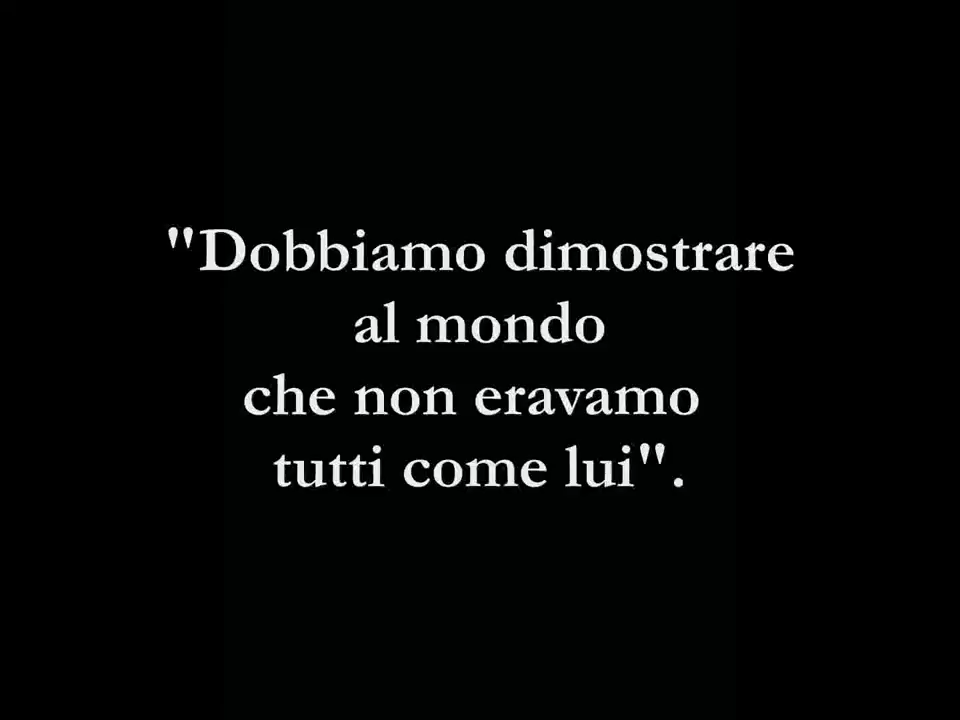 "Dobbiamo dimostrare
al mondo
che non eravamo
tutti come lui".